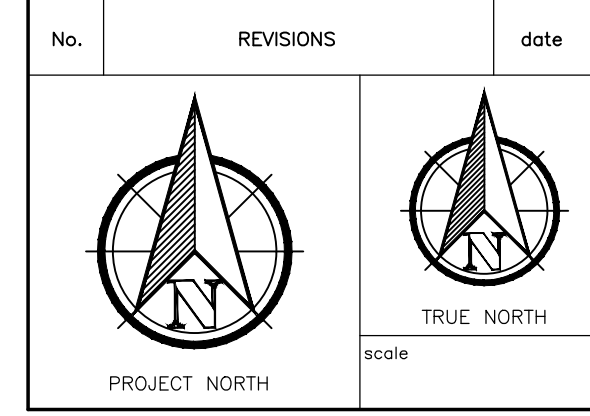 No. REVISIONS date
N
N
TRUE NORTH
scale
PROJECT NORTH